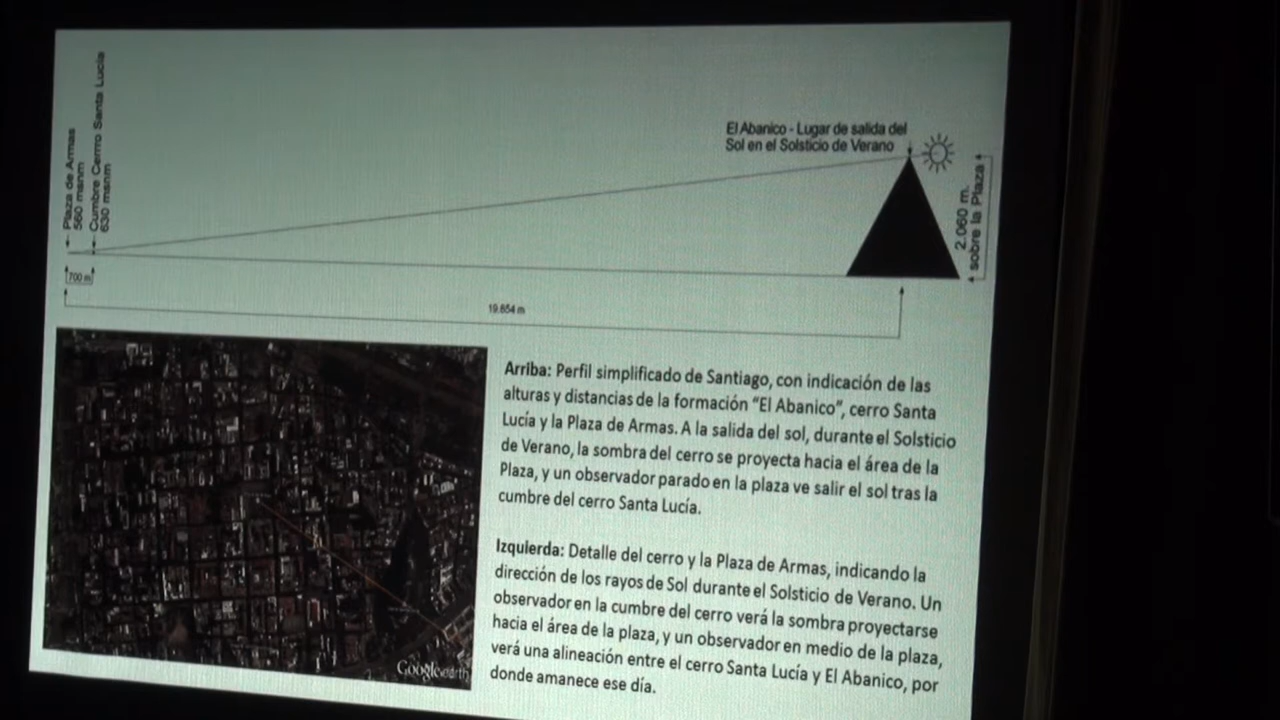 Plaza de Armas
560 msnm
Cumbre Cerrro Santa Lucía
630 msnm
El Abanico - Lugar de salida del
Sol en el Solsticio de Verano
2.060 m.
sobre la Plaza
700 m
19.654 m
Arriba: Perfil simplificado de Santiago, con indicación de las
alturas y distancias de la formación "El Abanico", cerro Santa
Lucía y la Plaza de Armas. A la salida del sol, durante el Solsticio
de Verano, la sombra del cerro se proyecta hacia el área de la
Plaza, y un observador parado en la plaza ve salir el sol tras la
cumbre del cerro Santa Lucía.
Izquierda: Detalle del cerro y la Plaza de Armas, indicando la
dirección de los rayos de Sol durante el Solsticio de Verano. Un
observador en la cumbre del cerro verá la sombra proyectarse
hacia el área de la plaza, y un observador en medio de la plaza,
verá una alineación entre el cerro Santa Lucía y El Abanico, por
donde amanece ese día.
Google earth